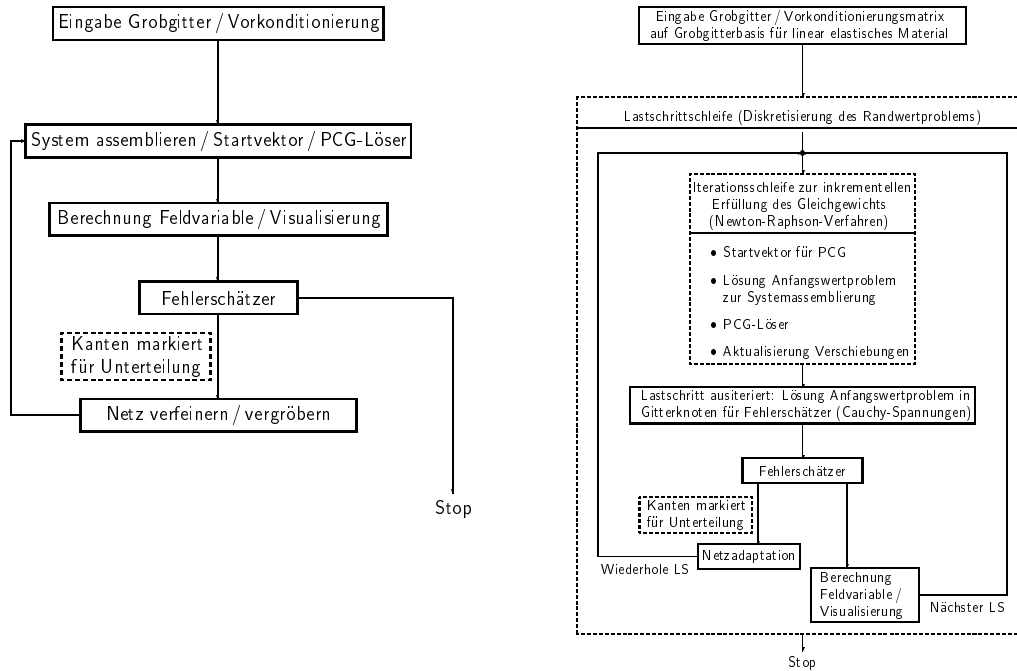 Eingabe Grobgitter / Vorkonditionierung
System assemblieren / Startvektor / PCG-Löser
Berechnung Feldvariable / Visualisierung
Fehlerschätzer
Kanten markiert
für Unterteilung
Netz verfeinern / vergröbern
Stop
Eingabe Grobgitter / Vorkonditionierungsmatrix
auf Grobgitterbasis für linear elastisches Material
Lastschrittschleife (Diskretisierung des Randwertproblems)
Iterationsschleife zur inkrementellen
Erfüllung des Gleichgewichts
(Newton-Raphson-Verfahren)
• Startvektor für PCG
• Lösung Anfangswertproblem
zur Systemassemblierung
• PCG-Löser
• Aktualisierung Verschiebungen
Lastschritt ausiteriert: Lösung Anfangswertproblem in
Gitterknoten für Fehlerschätzer (Cauchy-Spannungen)
Fehlerschätzer
Kanten markiert
für Unterteilung
Netzadaptation
Wiederhole LS
Berechnung
Feldvariable /
Visualisierung
Nächster LS
Stop